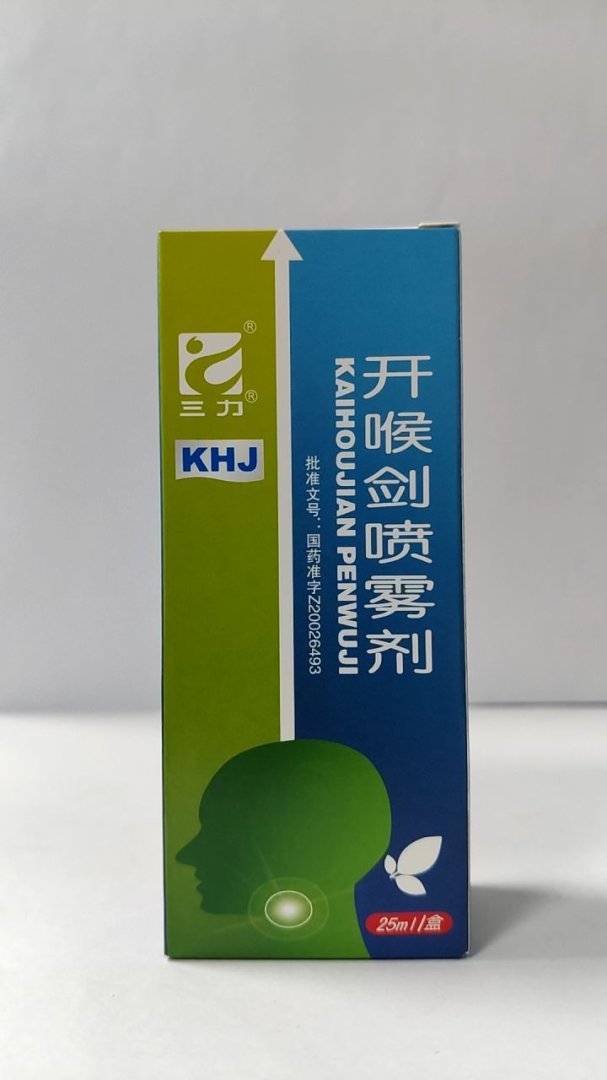 ®
三力®
KHJ
开喉剑喷雾剂
KAIHOUJIAN PENWUJI
批准文号：国药准字Z20026493
25ml/盒